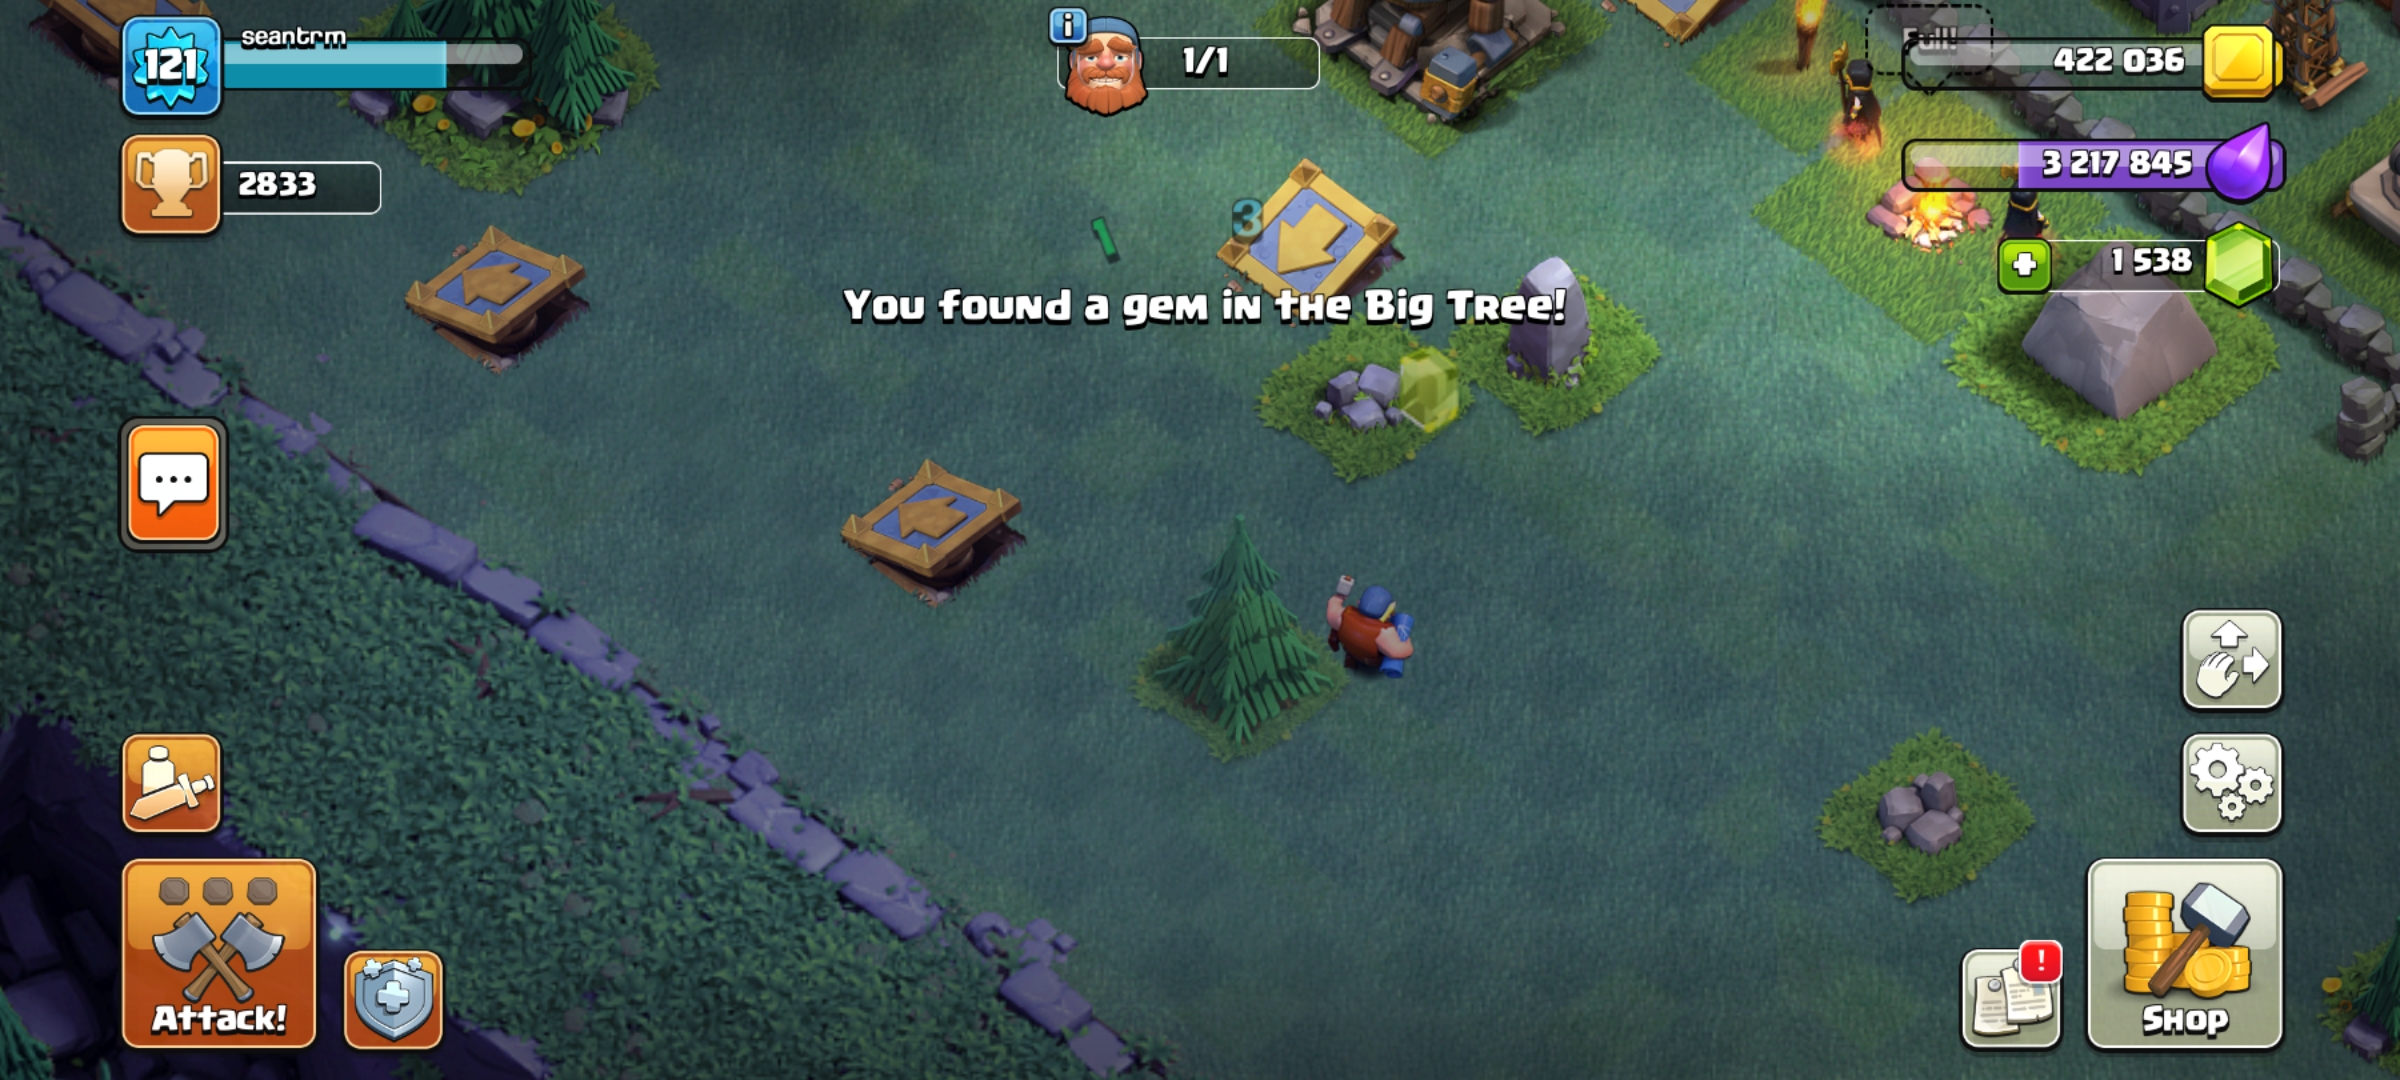 121
seantrm
1/1
Full!
422 036
2833
3 217 845
3
1
1 538
You found a gem in the Big Tree!
Attack!
!
Shop